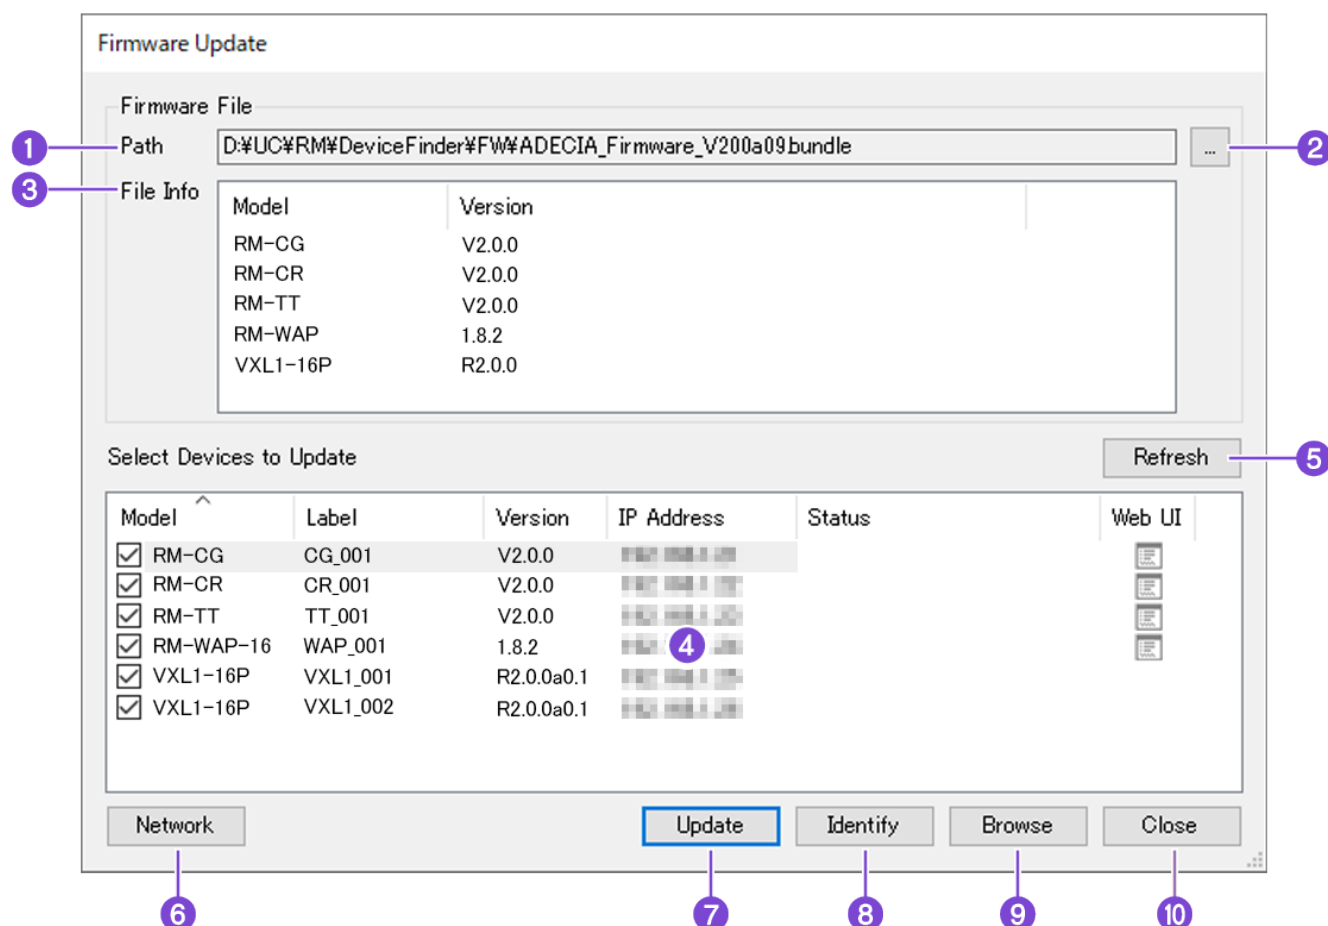 Firmware Update
Firmware File
1 Path D:¥UC¥RM¥DeviceFinder¥FW¥ADECIA_Firmware_V200a09.bundle ... 2
3 File Info
Model Version
RM-CG V2.0.0
RM-CR V2.0.0
RM-TT V2.0.0
RM-WAP 1.8.2
VXL1-16P R2.0.0
Select Devices to Update Refresh 5
Model Label Version IP Address Status Web UI
RM-CG CG_001 V2.0.0
RM-CR CR_001 V2.0.0
RM-TT TT_001 V2.0.0
RM-WAP-16 WAP_001 1.8.2 4
VXL1-16P VXL1_001 R2.0.0a0.1
VXL1-16P VXL1_002 R2.0.0a0.1
Network Update Identify Browse Close
6 7 8 9 10